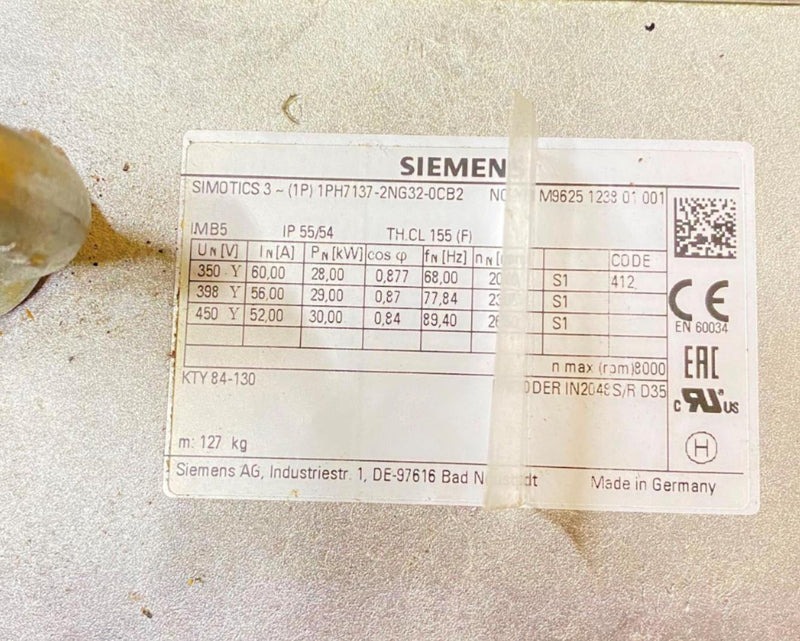 SIEMENS
SIMOTICS 3 ~ (1P) 1PH7137-2NG32-0CB2 M9625 1238 01 001
IMB5 IP 55/54 TH.CL 155 (F)
U N [V] I N [A] P N [KW] cos φ f N [Hz] n N CODE
350 Y 60,00 28,00 0,877 68,00 S1 412
398 Y 56,00 29,00 0,87 77,84 S1
450 Y 52,00 30,00 0,84 89,40 S1
CE
EN 60034
n max (rpm) 8000
EAC
KTY 84-130 IN2048S/R D35
c RU US
H
m: 127 kg
Siemens AG, Industriestr. 1, DE-97616 Bad Neustadt Made in Germany